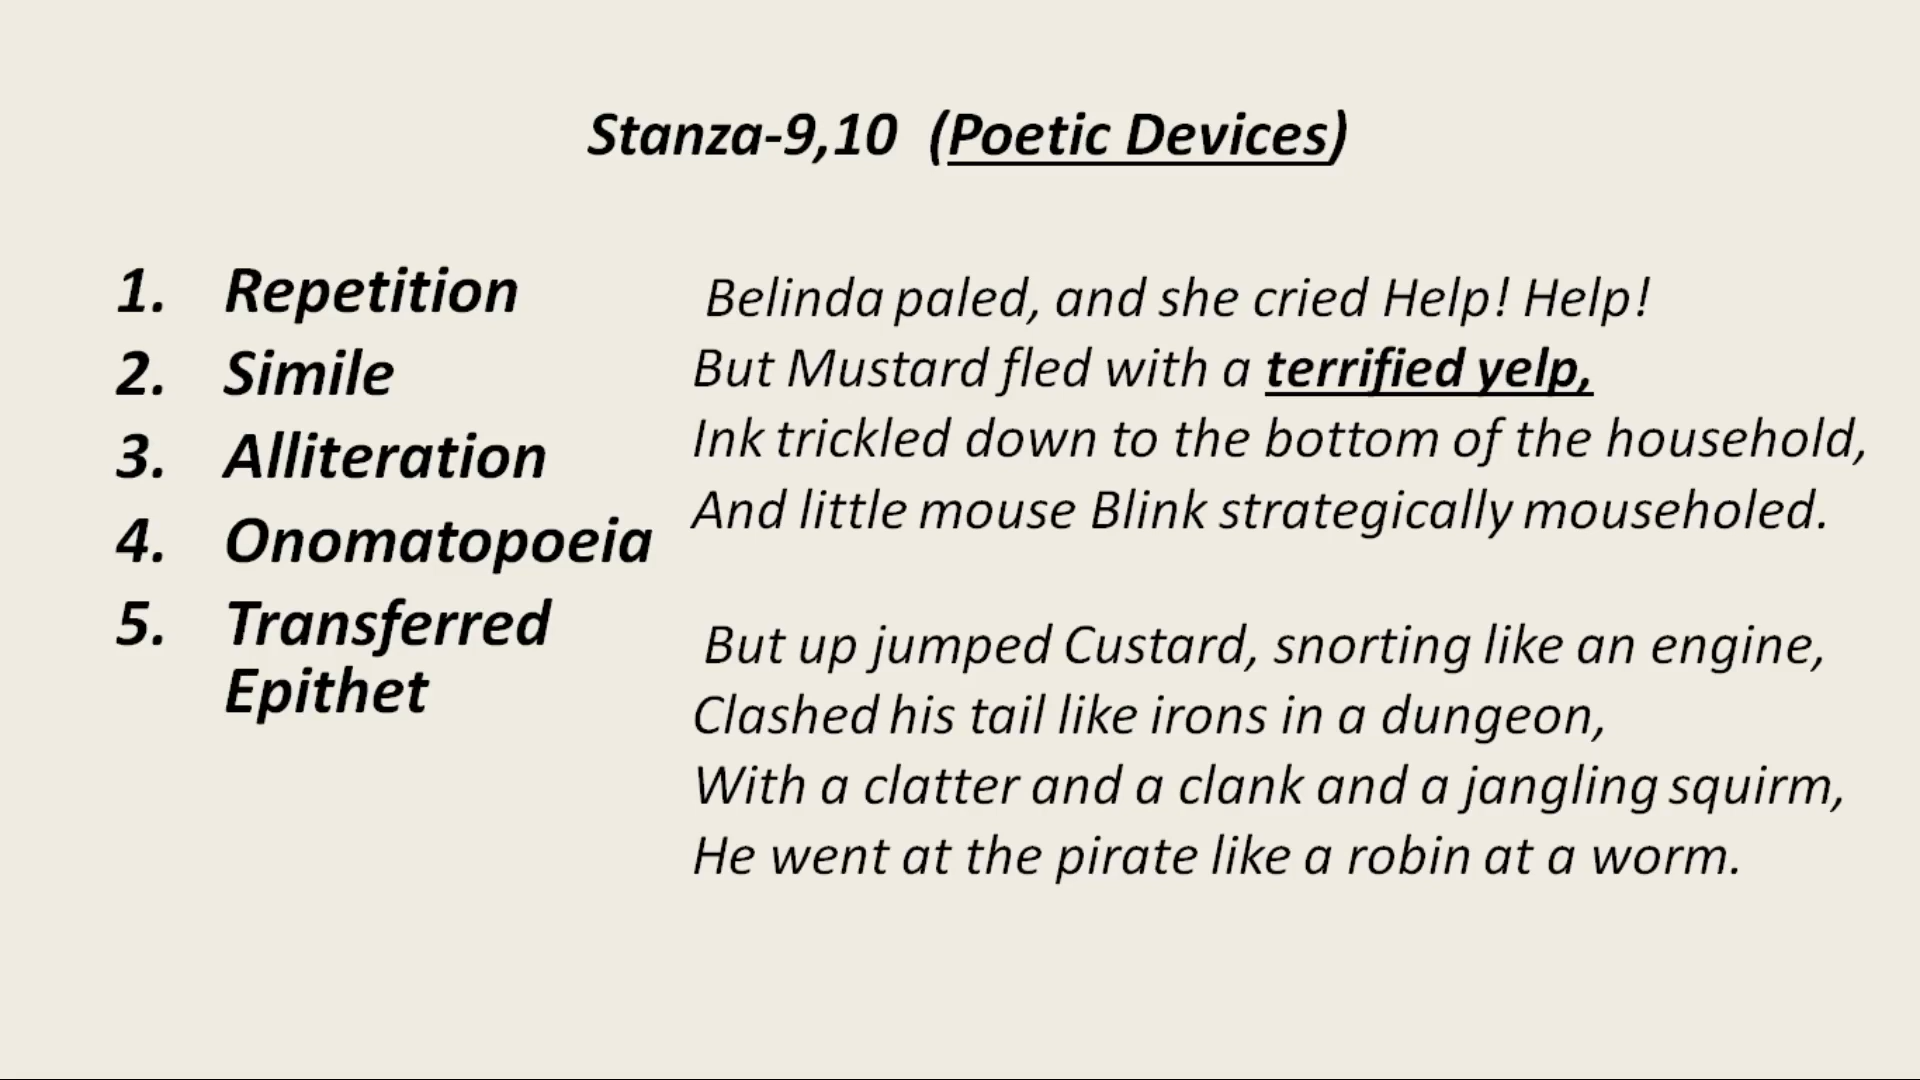 Stanza-9,10 (Poetic Devices)
1. Repetition
2. Simile
3. Alliteration
4. Onomatopoeia
5. Transferred
Epithet
Belinda paled, and she cried Help! Help!
But Mustard fled with a terrified yelp,
Ink trickled down to the bottom of the household,
And little mouse Blink strategically mouseholed.
But up jumped Custard, snorting like an engine,
Clashed his tail like irons in a dungeon,
With a clatter and a clank and a jangling squirm,
He went at the pirate like a robin at a worm.